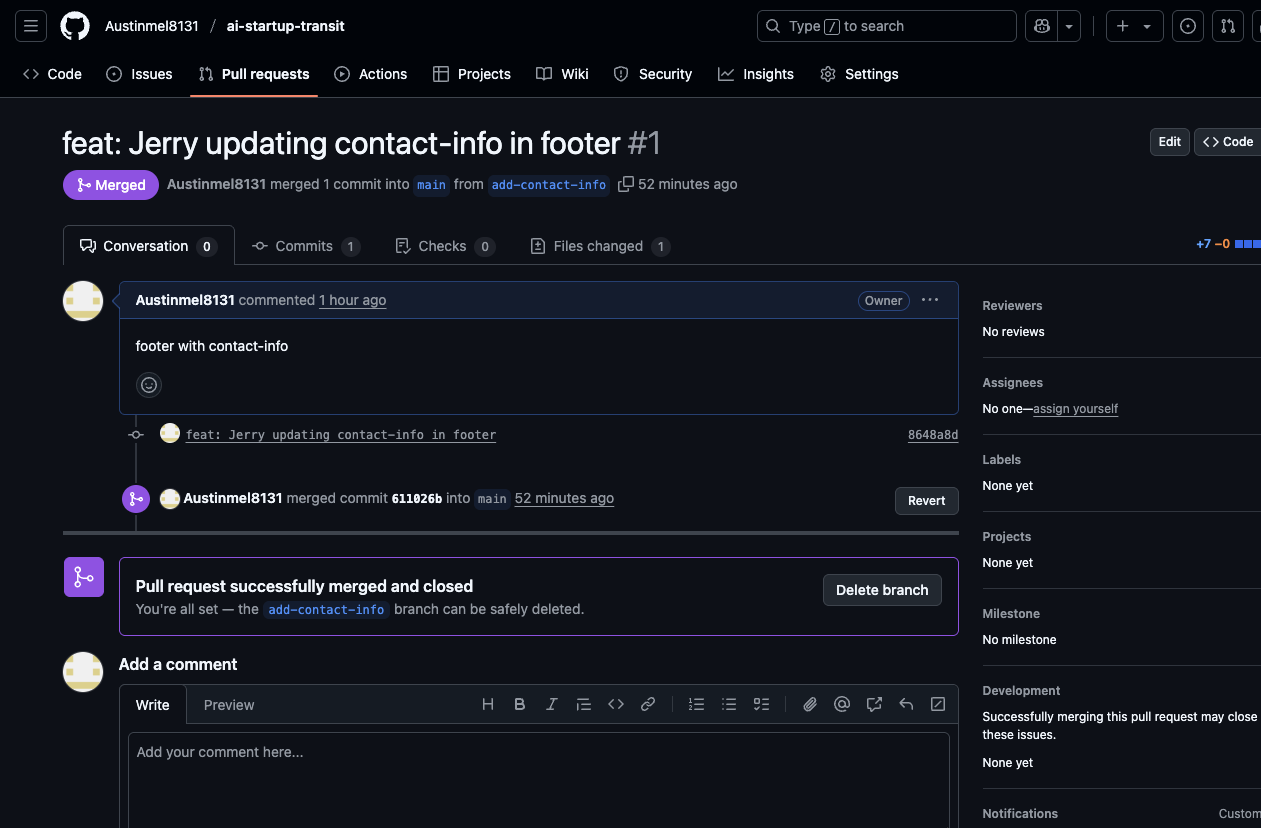 Austinmel8131 / ai-startup-transit
Type / to search
Code Issues Pull requests Actions Projects Wiki Security Insights Settings
feat: Jerry updating contact-info in footer #1
Edit
Code
Merged
Austinmel8131 merged 1 commit into main from add-contact-info 52 minutes ago
Conversation 0
Commits 1
Checks 0
Files changed 1
+7 −0
Austinmel8131 commented 1 hour ago
Owner
footer with contact-info
feat: Jerry updating contact-info in footer
8648a8d
Austinmel8131 merged commit 611026b into main 52 minutes ago
Revert
Pull request successfully merged and closed
You're all set — the add-contact-info branch can be safely deleted.
Delete branch
Add a comment
Write
Preview
Add your comment here...
Reviewers
No reviews
Assignees
No one—assign yourself
Labels
None yet
Projects
None yet
Milestone
No milestone
Development
Successfully merging this pull request may close
these issues.
None yet
Notifications
Custom